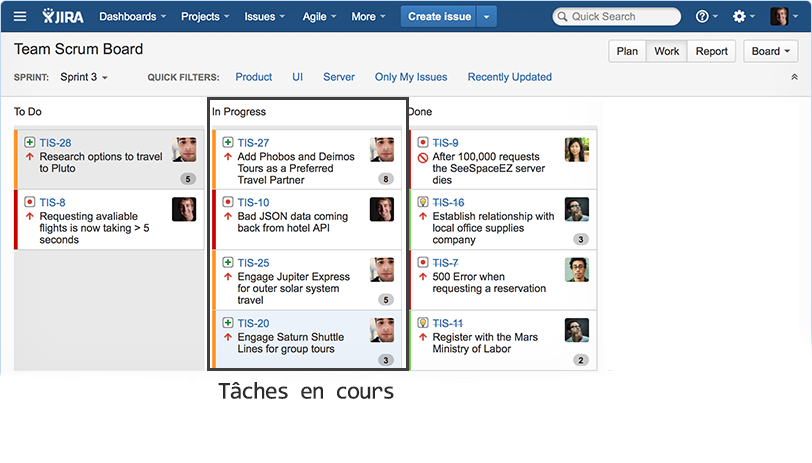 JIRA Dashboards Projects Issues Agile More Create issue Quick Search
Team Scrum Board
Plan Work Report Board
SPRINT: Sprint 3 QUICK FILTERS: Product UI Server Only My Issues Recently Updated
To Do
TIS-28
Research options to travel
to Pluto
5
TIS-8
Requesting avaliable
flights is now taking > 5
seconds
In Progress
TIS-27
Add Phobos and Deimos
Tours as a Preferred
Travel Partner
8
TIS-10
Bad JSON data coming
back from hotel API
TIS-25
Engage Jupiter Express
for outer solar system
travel
5
TIS-20
Engage Saturn Shuttle
Lines for group tours
3
Done
TIS-9
After 100,000 requests
the SeeSpaceEZ server
dies
TIS-16
Establish relationship with
local office supplies
company
3
TIS-7
500 Error when
requesting a reservation
TIS-11
Register with the Mars
Ministry of Labor
2
Tâches en cours